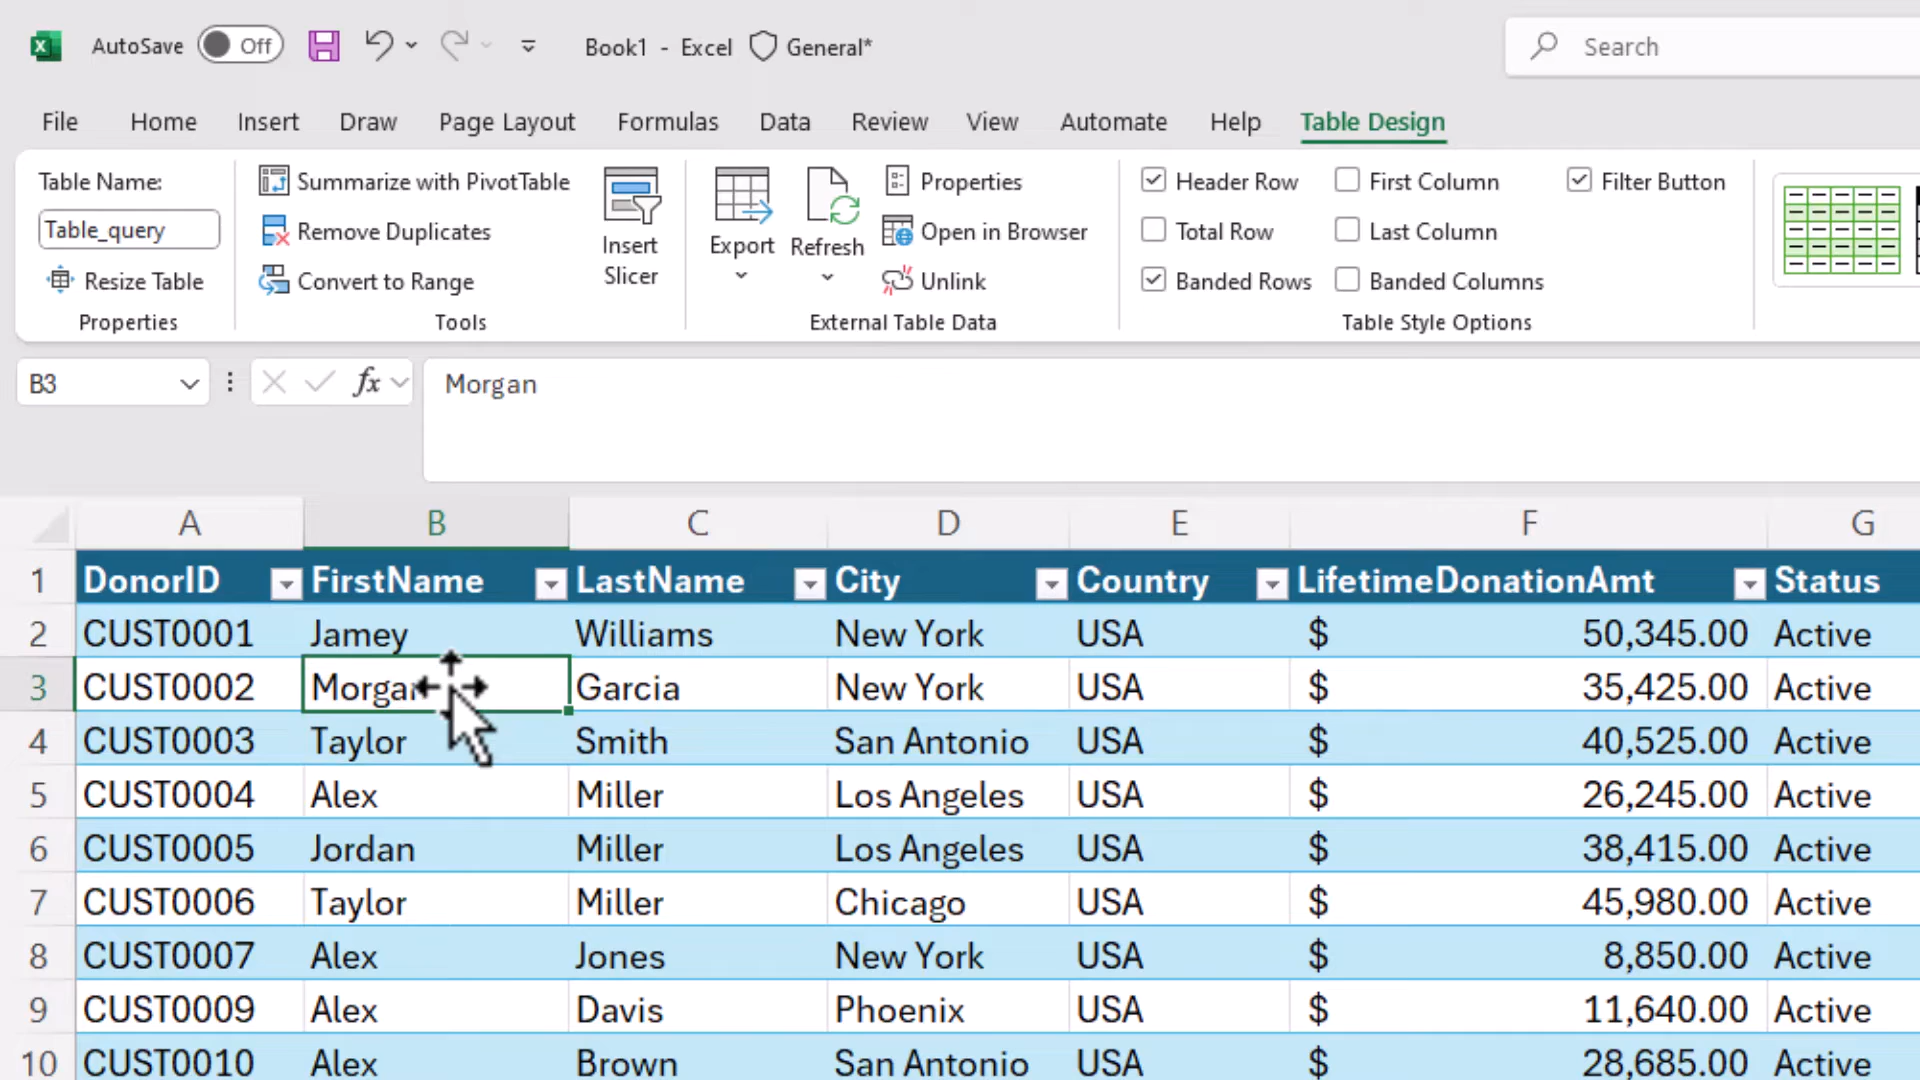 AutoSave Off Book1 - Excel General* Search
File Home Insert Draw Page Layout Formulas Data Review View Automate Help Table Design
Table Name:
Table_query
Resize Table
Properties
Summarize with PivotTable
Remove Duplicates
Convert to Range
Tools
Insert
Slicer
Export
Refresh
Properties
Open in Browser
Unlink
External Table Data
Header Row First Column Filter Button
Total Row Last Column
Banded Rows Banded Columns
Table Style Options
B3 fx Morgan
A B C D E F G
1 DonorID FirstName LastName City Country LifetimeDonationAmt Status
2 CUST0001 Jamey Williams New York USA $ 50,345.00 Active
3 CUST0002 Morgan Garcia New York USA $ 35,425.00 Active
4 CUST0003 Taylor Smith San Antonio USA $ 40,525.00 Active
5 CUST0004 Alex Miller Los Angeles USA $ 26,245.00 Active
6 CUST0005 Jordan Miller Los Angeles USA $ 38,415.00 Active
7 CUST0006 Taylor Miller Chicago USA $ 45,980.00 Active
8 CUST0007 Alex Jones New York USA $ 8,850.00 Active
9 CUST0009 Alex Davis Phoenix USA $ 11,640.00 Active
10 CUST0010 Alex Brown San Antonio USA $ 28,685.00 Active